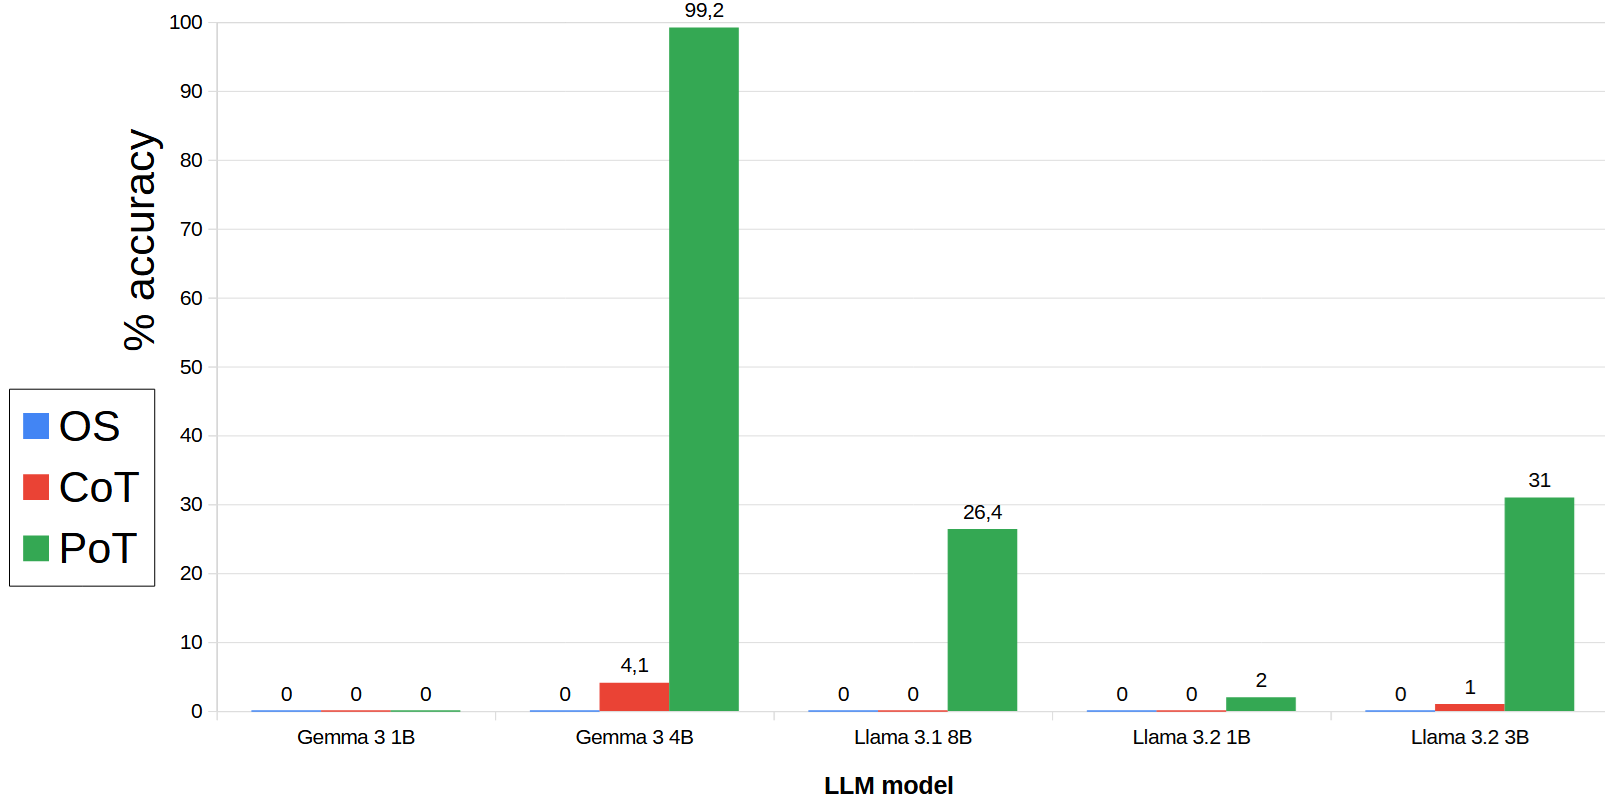 % accuracy
100
90
80
70
60
50
40
30
20
10
0
OS
CoT
PoT
0 0 0
0 4,1 99,2
0 0 26,4
0 0 2
0 1 31
Gemma 3 1B
Gemma 3 4B
Llama 3.1 8B
Llama 3.2 1B
Llama 3.2 3B
LLM model